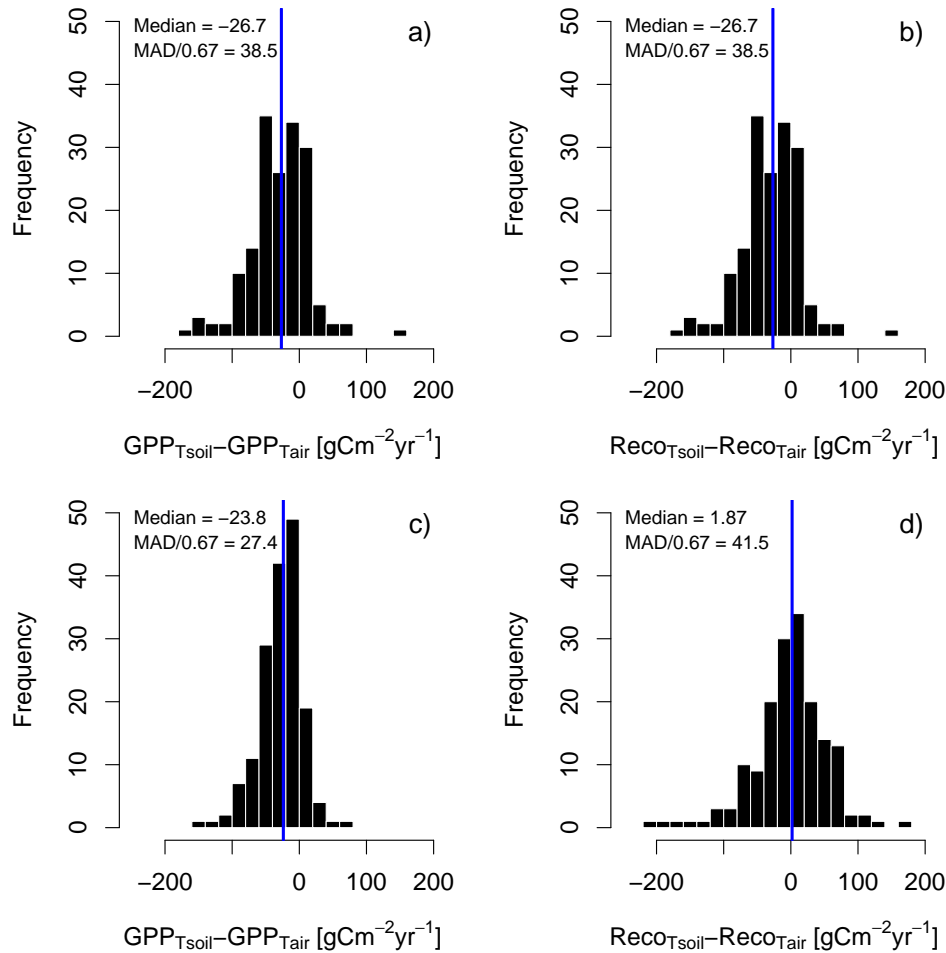 Median = −26.7
MAD/0.67 = 38.5
a)
Frequency
50
40
30
20
10
0
−200
0
100
200
GPP_Tsoil−GPP_Tair [gCm⁻²yr⁻¹]
Median = −26.7
MAD/0.67 = 38.5
b)
Frequency
50
40
30
20
10
0
−200
0
100
200
Reco_Tsoil−Reco_Tair [gCm⁻²yr⁻¹]
Median = −23.8
MAD/0.67 = 27.4
c)
Frequency
50
40
30
20
10
0
−200
0
100
200
GPP_Tsoil−GPP_Tair [gCm⁻²yr⁻¹]
Median = 1.87
MAD/0.67 = 41.5
d)
Frequency
50
40
30
20
10
0
−200
0
100
200
Reco_Tsoil−Reco_Tair [gCm⁻²yr⁻¹]